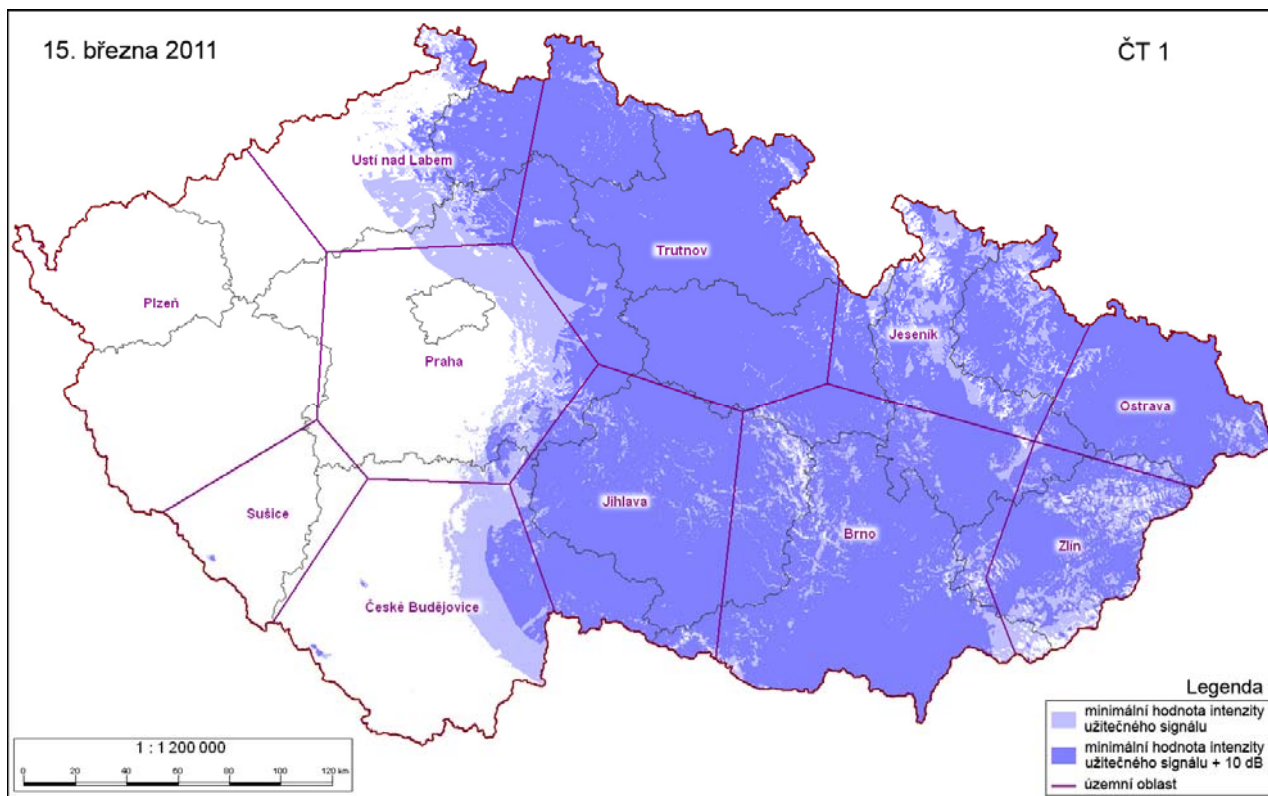 15. března 2011
ČT 1
Ustí nad Labem
Trutnov
Plzeň
Jeseník
Praha
Ostrava
Sušice
Jihlava
Brno
Zlín
České Budějovice
Legenda
minimální hodnota intenzity
užitečného signálu
minimální hodnota intenzity
užitečného signálu + 10 dB
územní oblast
1 : 1 200 000
0 20 40 60 80 100 120 km